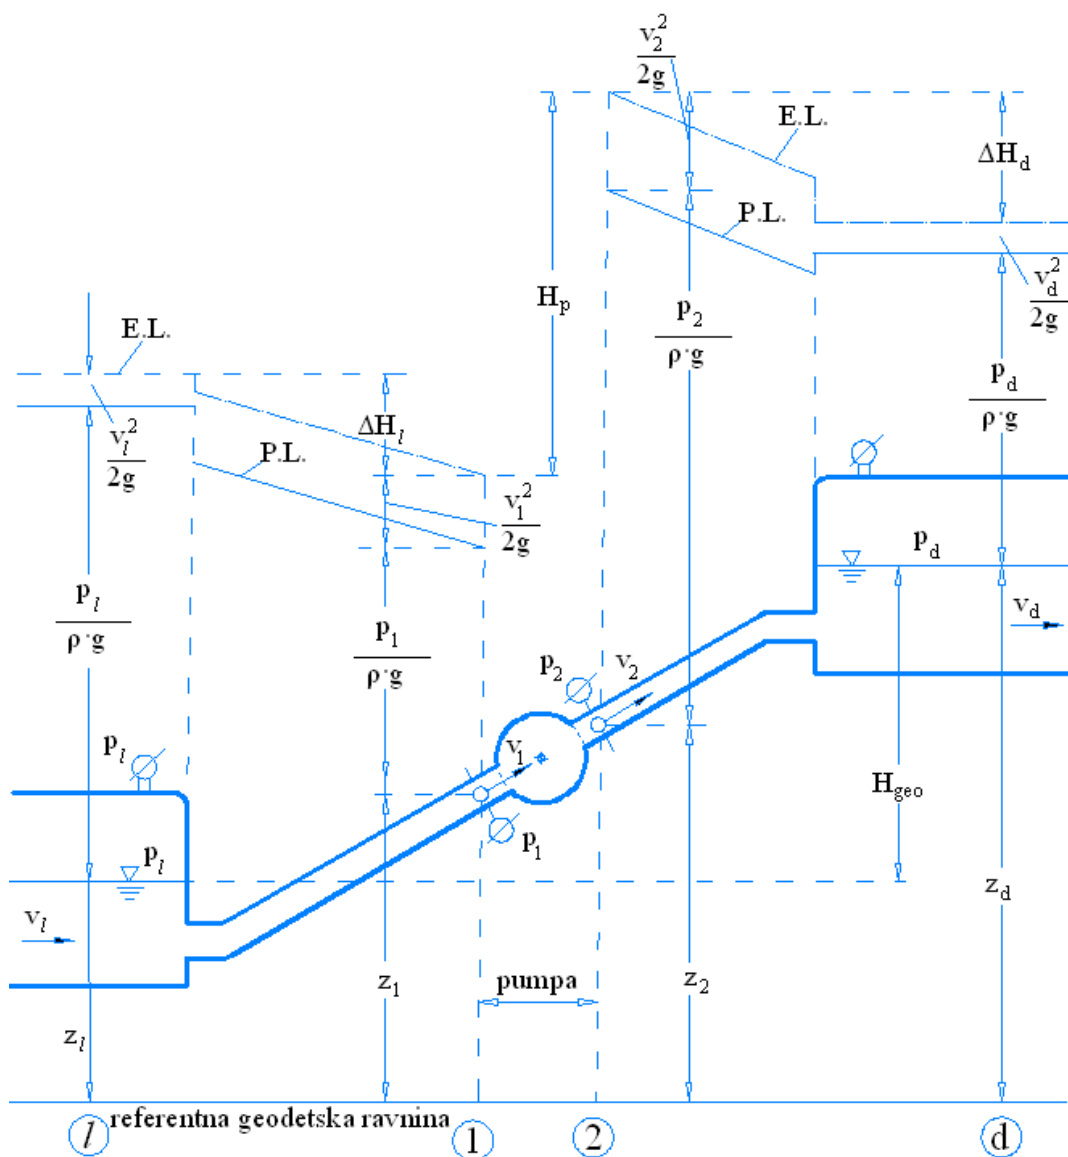 v₂²/2g
E.L.
ΔH_d
P.L.
H_p
p₂/ρ·g
v_d²/2g
E.L.
p_d/ρ·g
ΔH_l
v_l²/2g
P.L.
v₁²/2g
p_d
p_l/ρ·g
p₁/ρ·g
v_d
p₂
v₂
p_l
v₁
H_geo
p₁
p_l
z_d
v_l
z₁
pumpa
z₂
z_l
referentna geodetska ravnina
l
1
2
d